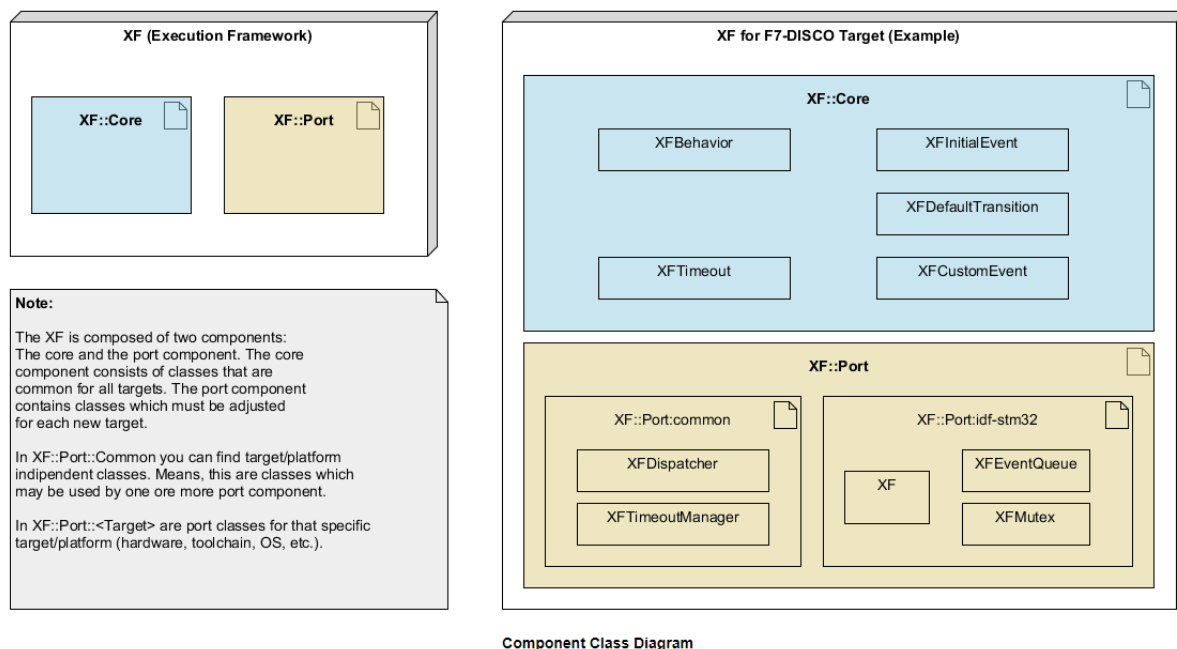 XF (Execution Framework)
XF::Core
XF::Port
Note:
The XF is composed of two components:
The core and the port component. The core
component consists of classes that are
common for all targets. The port component
contains classes which must be adjusted
for each new target.
In XF::Port::Common you can find target/platform
indipendent classes. Means, this are classes which
may be used by one ore more port component.
In XF::Port::<Target> are port classes for that specific
target/platform (hardware, toolchain, OS, etc.).
XF for F7-DISCO Target (Example)
XF::Core
XFBehavior
XFInitialEvent
XFDefaultTransition
XFTimeout
XFCustomEvent
XF::Port
XF::Port:common
XFDispatcher
XFTimeoutManager
XF::Port:idf-stm32
XF
XFEventQueue
XFMutex
Component Class Diagram